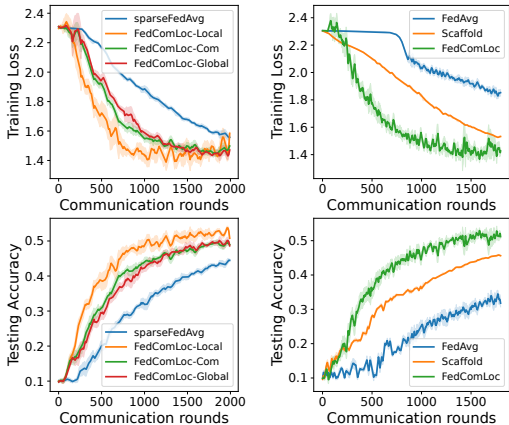 2.4
2.2
2.0
1.8
1.6
1.4
Training Loss
sparseFedAvg
FedComLoc-Local
FedComLoc-Com
FedComLoc-Global
0 500 1000 1500 2000
Communication rounds
2.4
2.2
2.0
1.8
1.6
1.4
Training Loss
FedAvg
Scaffold
FedComLoc
0 500 1000 1500
Communication rounds
0.5
0.4
0.3
0.2
0.1
Testing Accuracy
sparseFedAvg
FedComLoc-Local
FedComLoc-Com
FedComLoc-Global
0 500 1000 1500 2000
Communication rounds
0.5
0.4
0.3
0.2
0.1
Testing Accuracy
FedAvg
Scaffold
FedComLoc
0 500 1000 1500
Communication rounds